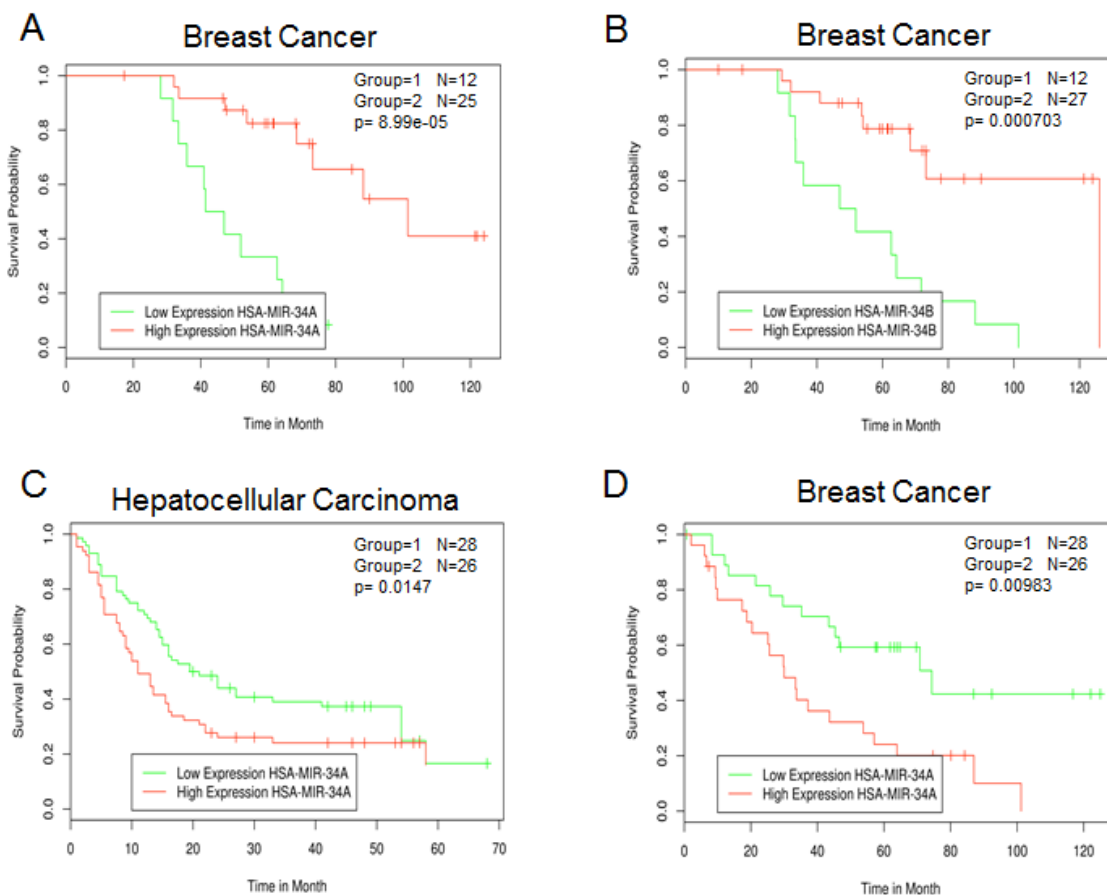 A
Breast Cancer
Group=1 N=12
Group=2 N=25
p= 8.99e-05
Survival Probability
1.0
0.8
0.6
0.4
0.2
0.0
Low Expression HSA-MIR-34A
High Expression HSA-MIR-34A
0 20 40 60 80 100 120
Time in Month
B
Breast Cancer
Group=1 N=12
Group=2 N=27
p= 0.000703
Survival Probability
1.0
0.8
0.6
0.4
0.2
0.0
Low Expression HSA-MIR-34B
High Expression HSA-MIR-34B
0 20 40 60 80 100 120
Time in Month
C
Hepatocellular Carcinoma
Group=1 N=28
Group=2 N=26
p= 0.0147
Survival Probability
1.0
0.8
0.6
0.4
0.2
0.0
Low Expression HSA-MIR-34A
High Expression HSA-MIR-34A
0 10 20 30 40 50 60 70
Time in Month
D
Breast Cancer
Group=1 N=28
Group=2 N=26
p= 0.00983
Survival Probability
1.0
0.8
0.6
0.4
0.2
0.0
Low Expression HSA-MIR-34A
High Expression HSA-MIR-34A
0 20 40 60 80 100 120
Time in Month